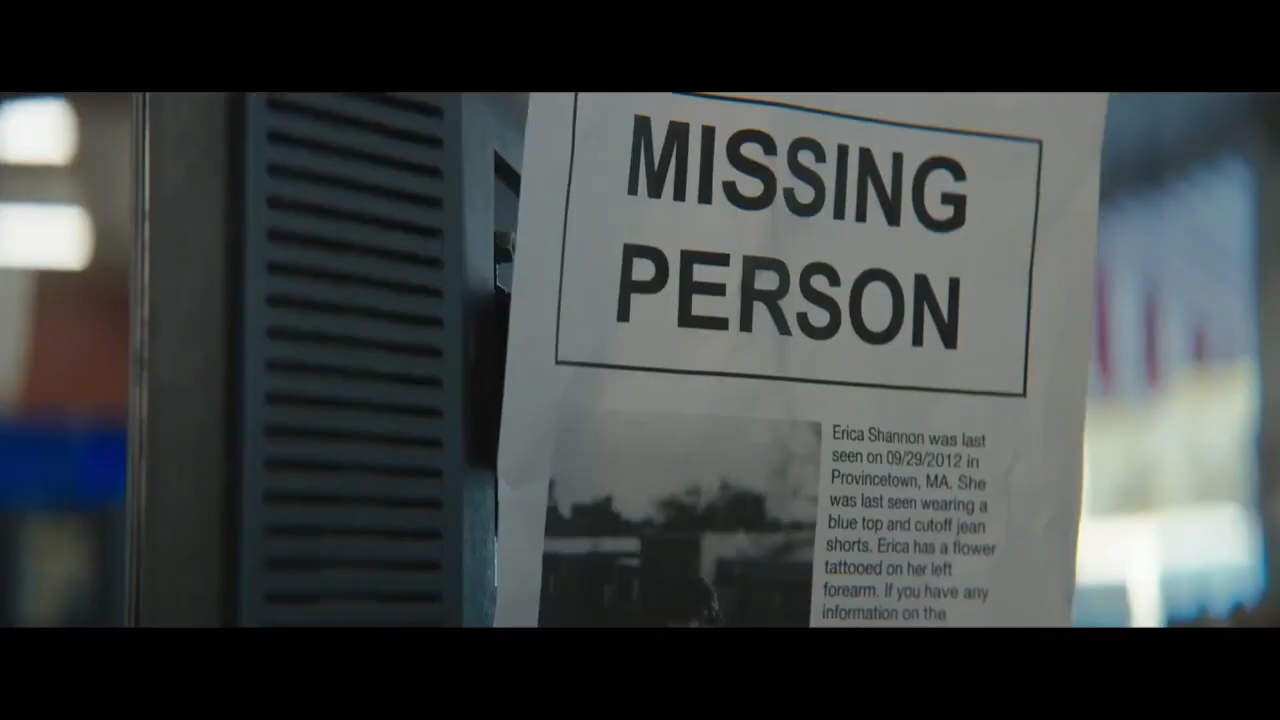 MISSING
PERSON
Erica Shannon was last
seen on 09/29/2012 in
Provincetown, MA. She
was last seen wearing a
blue top and cutoff jean
shorts. Erica has a flower
tattooed on her left
forearm. If you have any
information on the